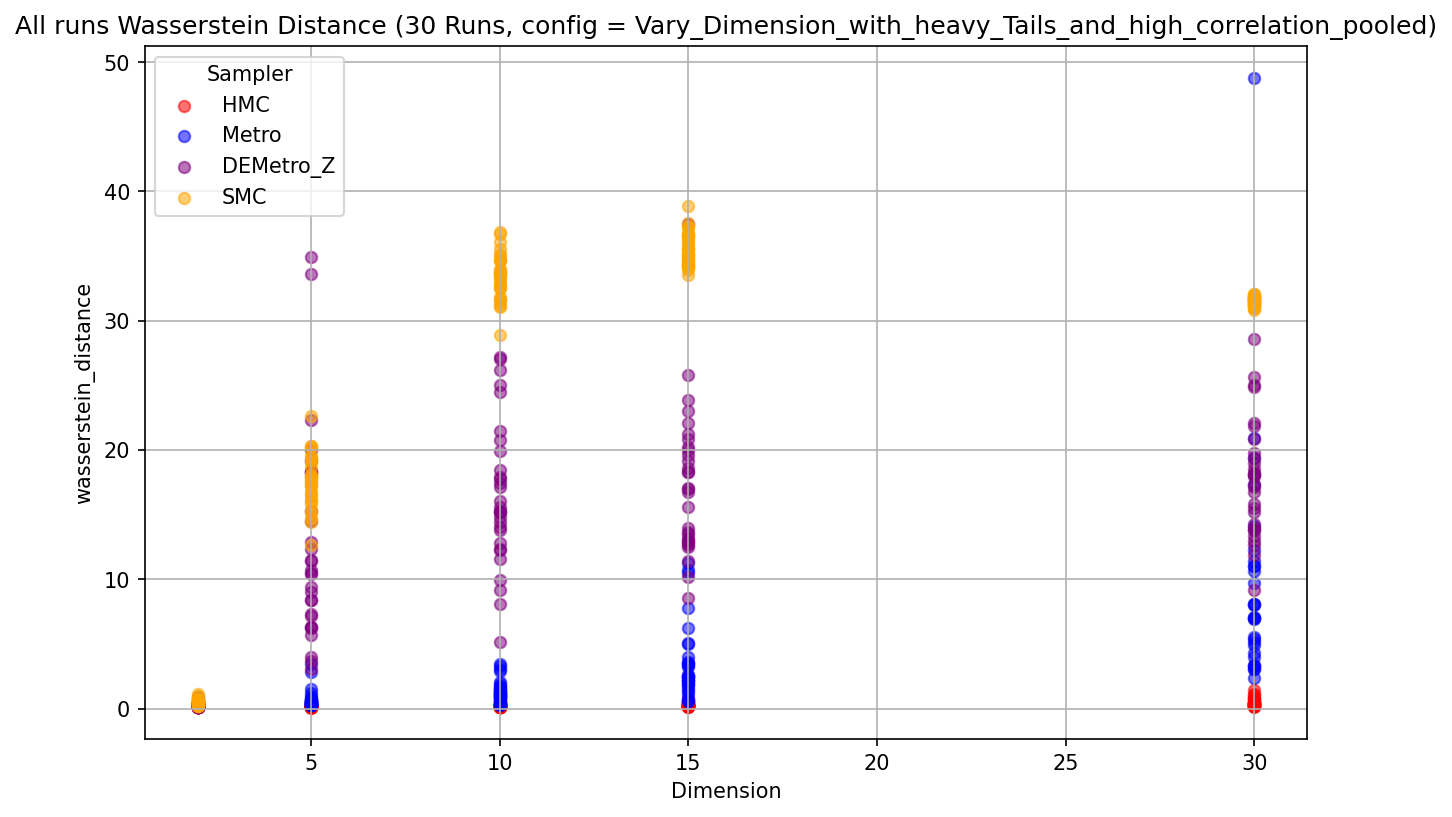 All runs Wasserstein Distance (30 Runs, config = Vary_Dimension_with_heavy_Tails_and_high_correlation_pooled)
50
40
30
20
10
0
wasserstein_distance
Sampler
HMC
Metro
DEMetro_Z
SMC
5
10
15
20
25
30
Dimension